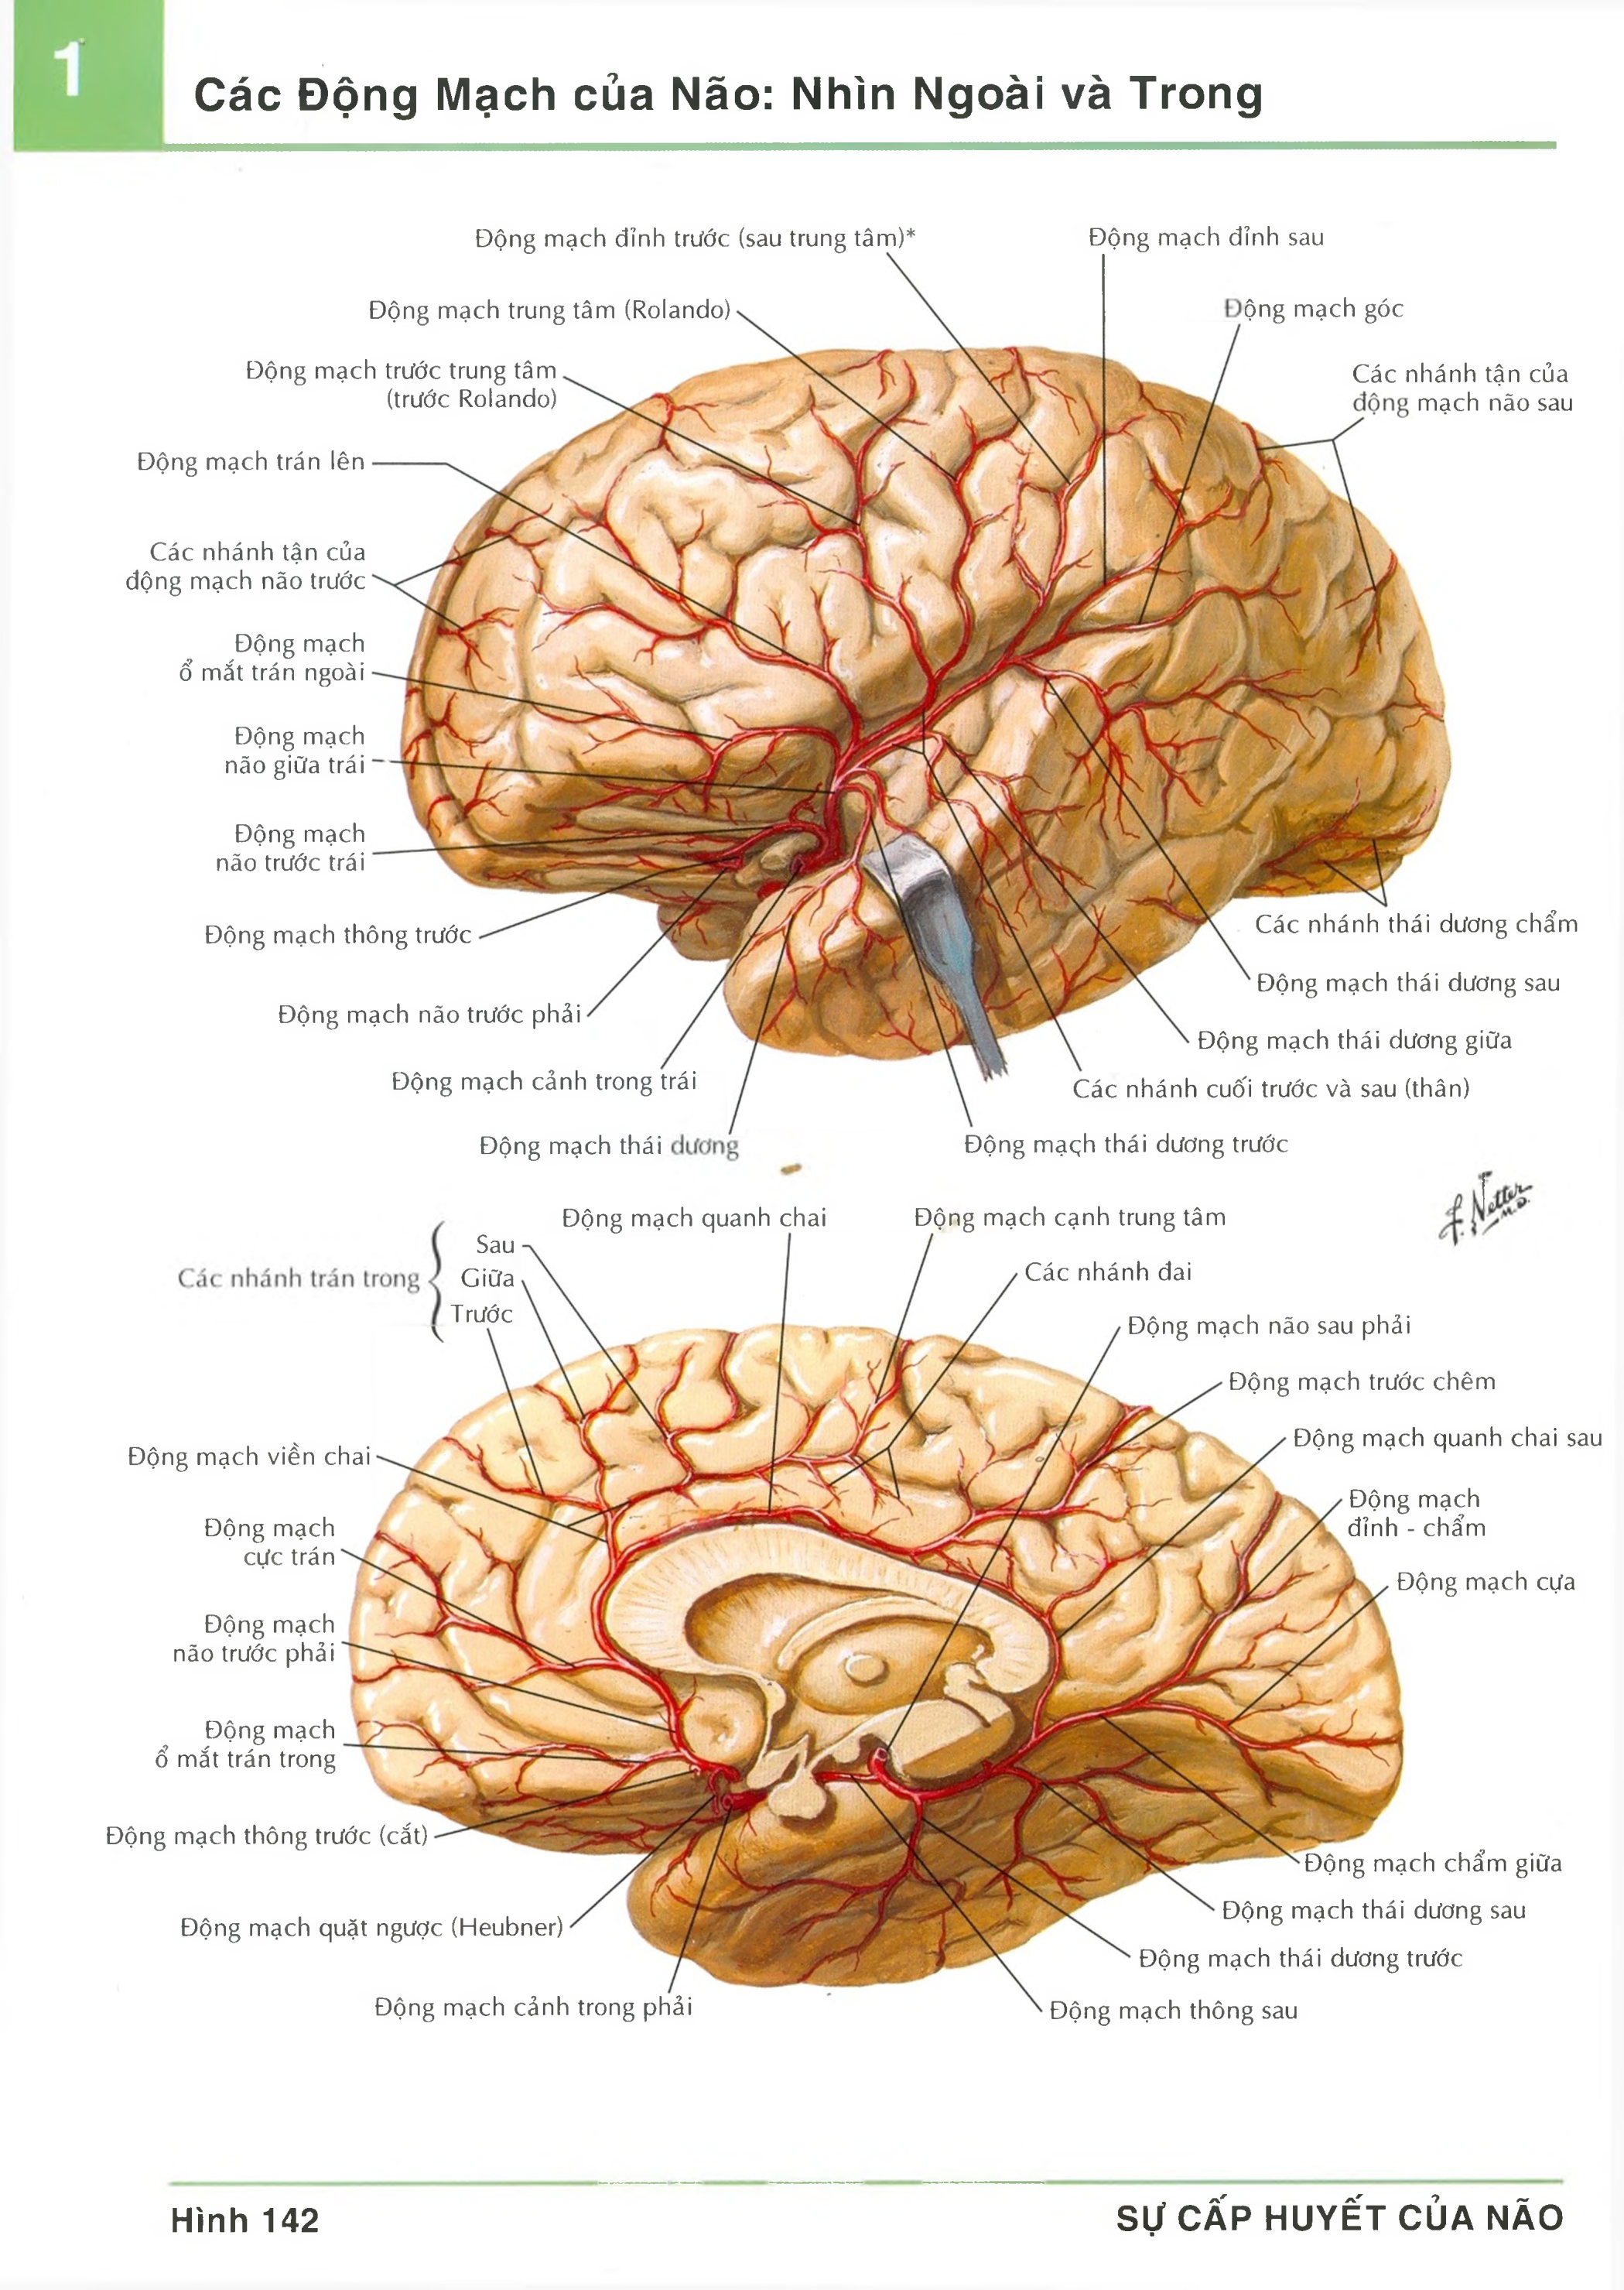 1
Các Động Mạch của Não: Nhìn Ngoài và Trong
Động mạch đỉnh trước (sau trung tâm)*
Động mạch đỉnh sau
Động mạch trung tâm (Rolando)
Động mạch góc
Động mạch trước trung tâm
(trước Rolando)
Các nhánh tận của
động mạch não sau
Động mạch trán lên
Các nhánh tận của
động mạch não trước
Động mạch
ổ mắt trán ngoài
Động mạch
não giữa trái
Động mạch
não trước trái
Động mạch thông trước
Động mạch não trước phải
Động mạch cảnh trong trái
Động mạch thái dương
Các nhánh thái dương chẩm
Động mạch thái dương sau
Động mạch thái dương giữa
Các nhánh cuối trước và sau (thân)
Động mạch thái dương trước
F. Netter
M.D.
Động mạch quanh chai
Động mạch cạnh trung tâm
Các nhánh trán trong
Sau
Giữa
Trước
Các nhánh đai
Động mạch não sau phải
Động mạch trước chêm
Động mạch quanh chai sau
Động mạch
đỉnh - chẩm
Động mạch cựa
Động mạch viền chai
Động mạch
cực trán
Động mạch
não trước phải
Động mạch
ổ mắt trán trong
Động mạch thông trước (cắt)
Động mạch quặt ngược (Heubner)
Động mạch cảnh trong phải
Động mạch chẩm giữa
Động mạch thái dương sau
Động mạch thái dương trước
Động mạch thông sau
Hình 142
SỰ CẤP HUYẾT CỦA NÃO